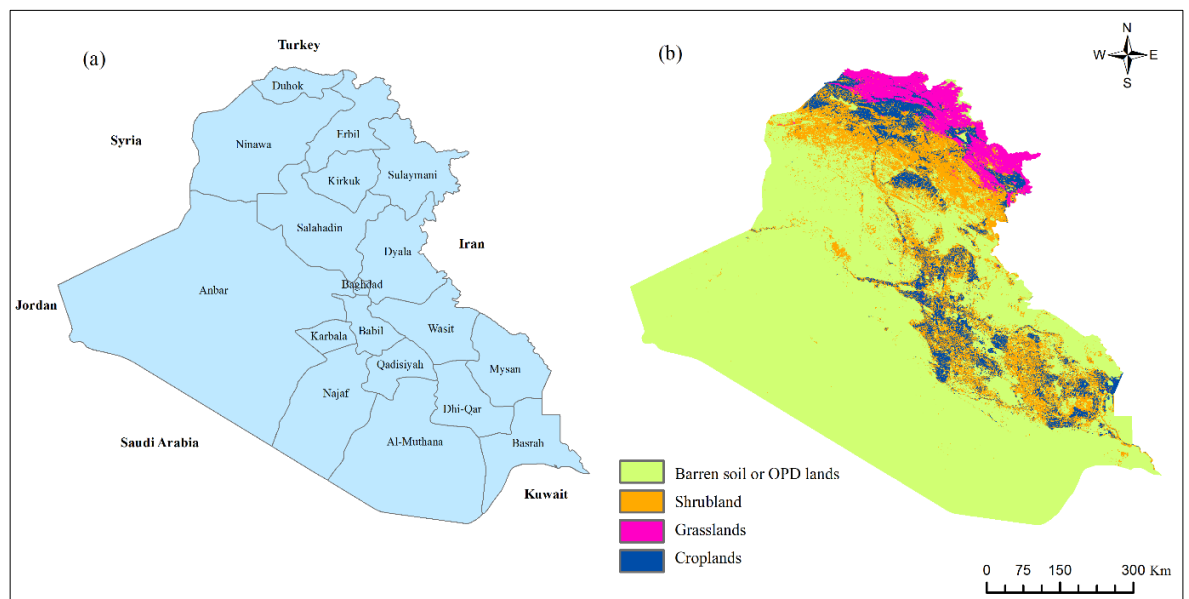 (a)
Turkey
Syria
Iran
Jordan
Saudi Arabia
Kuwait
Duhok
Ninawa
Erbil
Kirkuk
Sulaymani
Salahadin
Dyala
Anbar
Baghdad
Karbala
Babil
Wasit
Qadisiyah
Mysan
Najaf
Dhi-Qar
Al-Muthana
Basrah
(b)
N
W E
S
Barren soil or OPD lands
Shrubland
Grasslands
Croplands
0 75 150 300 Km